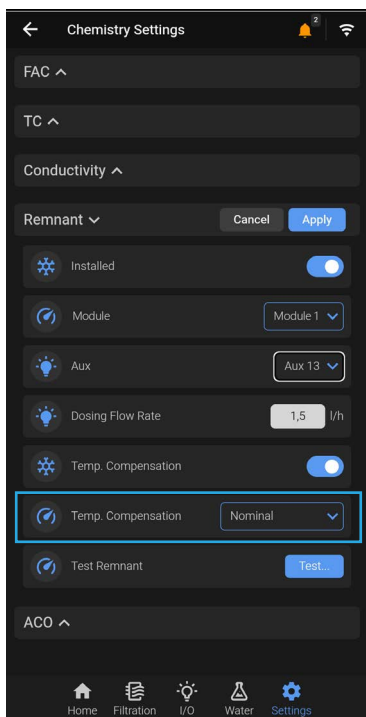 Chemistry Settings
2
FAC
TC
Conductivity
Remnant
Cancel
Apply
Installed
Module
Module 1
Aux
Aux 13
Dosing Flow Rate
1,5
l/h
Temp. Compensation
Temp. Compensation
Nominal
Test Remnant
Test...
ACO
Home
Filtration
I/O
Water
Settings